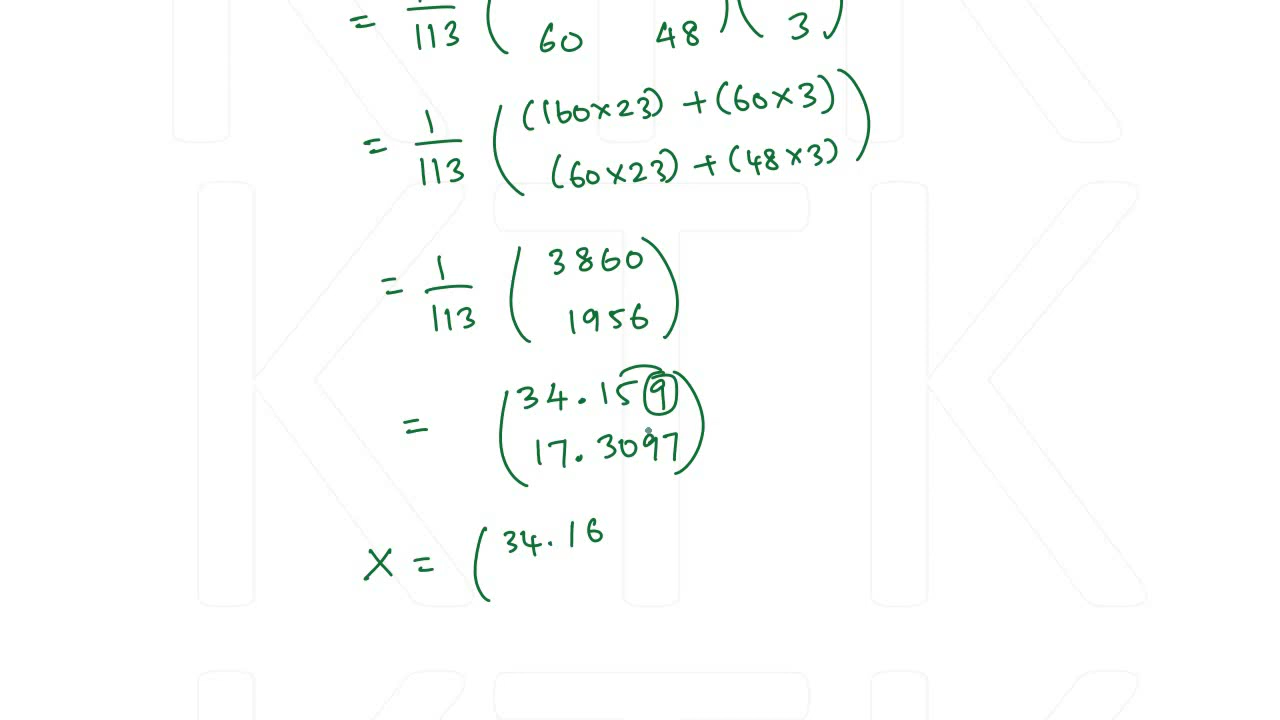 = 1/113 ( 60 48 ) ( 3 )
= 1/113 ( (160×23) + (60×3) )
( (60×23) + (48×3) )
= 1/113 ( 3860
1956 )
= ( 34.159
17.3097 )
X = ( 34.16
KTK